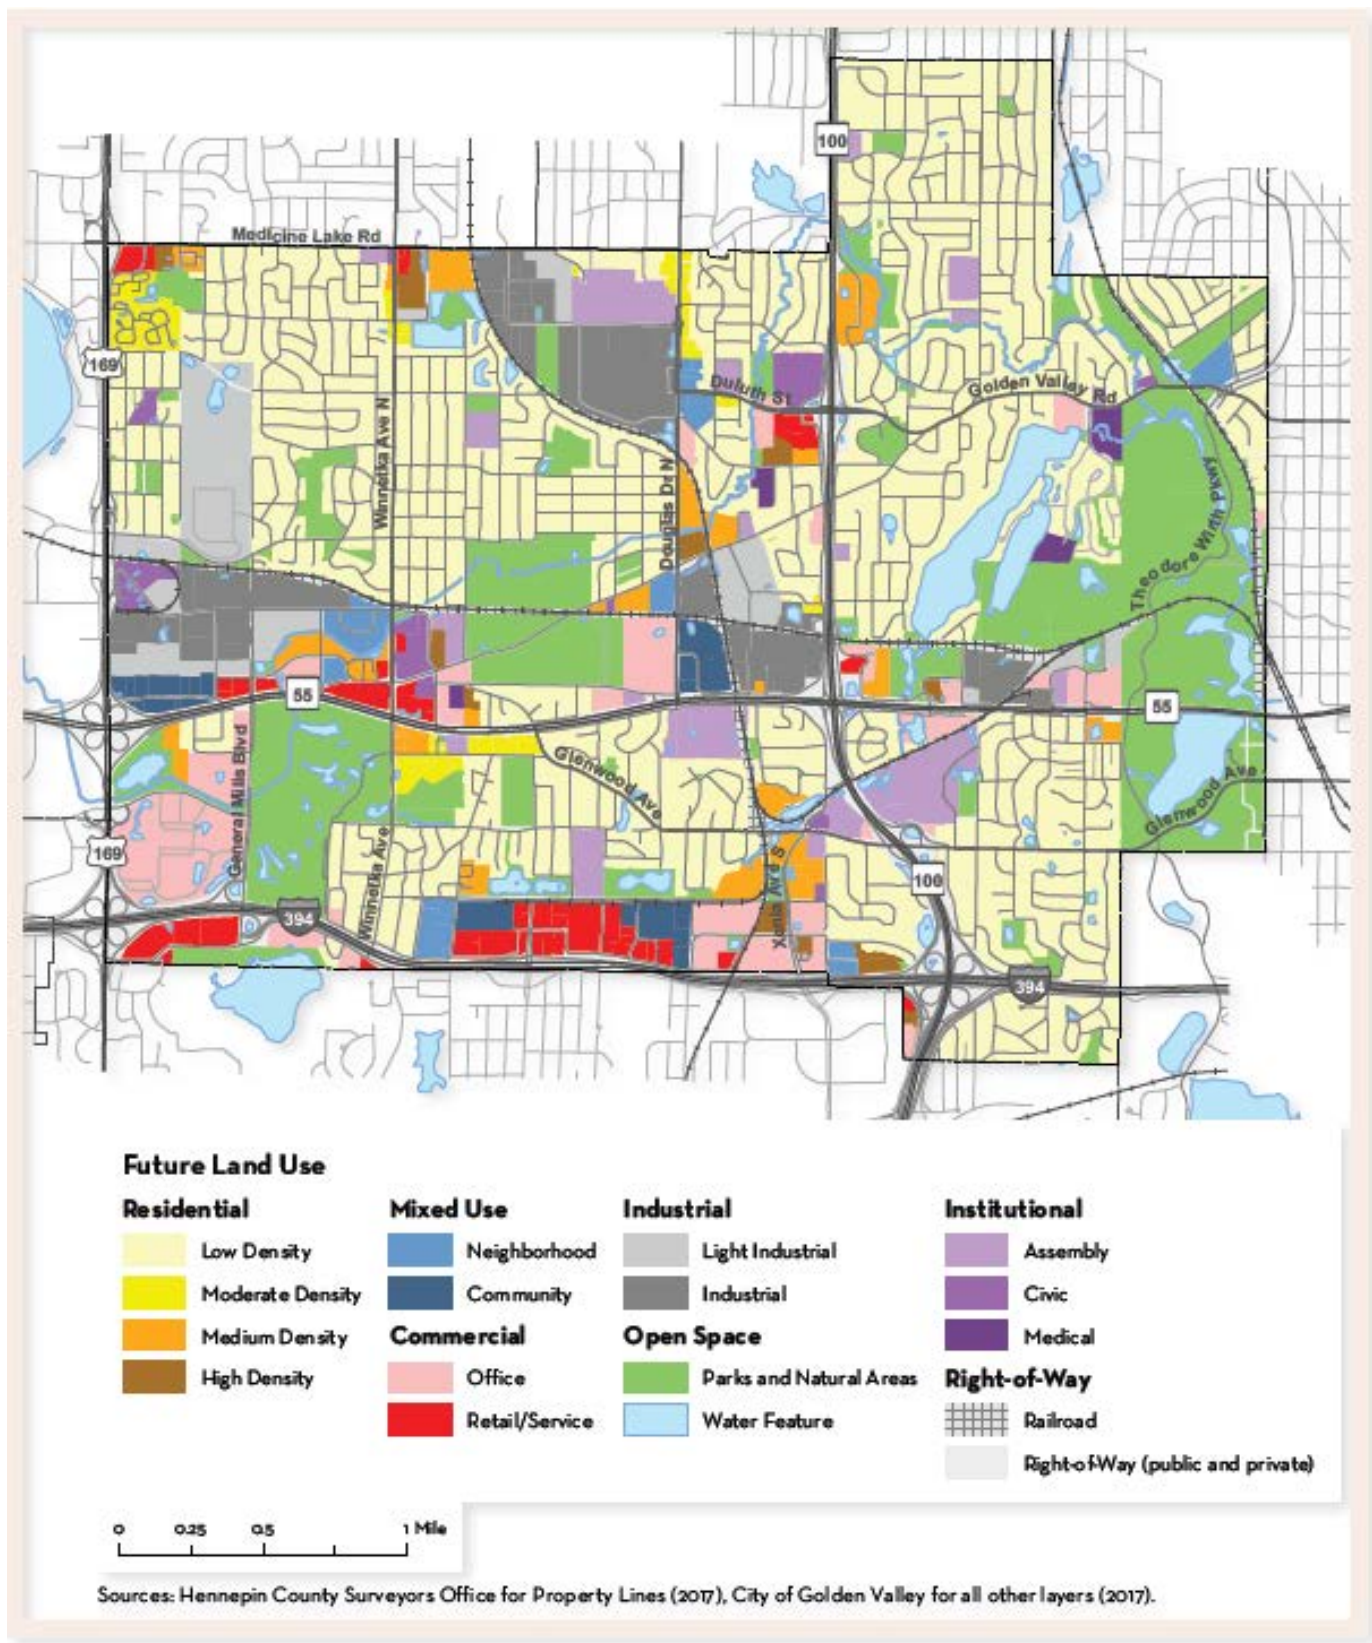 100
Medicine Lake Rd
169
Duluth St
Golden Valley Rd
Winnetka Ave N
Douglas Dr N
Theodore Wirth Pkwy
55
55
General Mills Blvd
Glenwood Ave
Glenwood Ave
169
Winnetka Ave
Xenia Ave S
100
394
394
Future Land Use
Residential
Low Density
Moderate Density
Medium Density
High Density
Mixed Use
Neighborhood
Community
Commercial
Office
Retail/Service
Industrial
Light Industrial
Industrial
Open Space
Parks and Natural Areas
Water Feature
Institutional
Assembly
Civic
Medical
Right-of-Way
Railroad
Right-of-Way (public and private)
0 0.25 0.5 1 Mile
Sources: Hennepin County Surveyors Office for Property Lines (2017), City of Golden Valley for all other layers (2017).